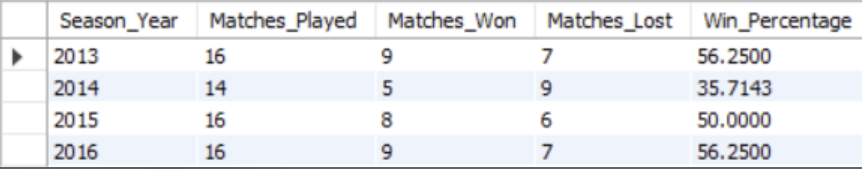 Season_Year Matches_Played Matches_Won Matches_Lost Win_Percentage
2013 16 9 7 56.2500
2014 14 5 9 35.7143
2015 16 8 6 50.0000
2016 16 9 7 56.2500